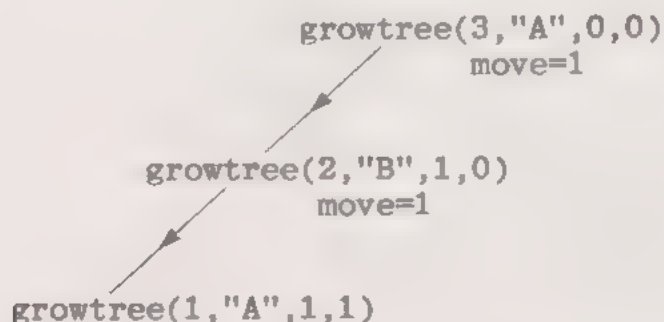 growtree(3,"A",0,0)
move=1
growtree(2,"B",1,0)
move=1
growtree(1,"A",1,1)